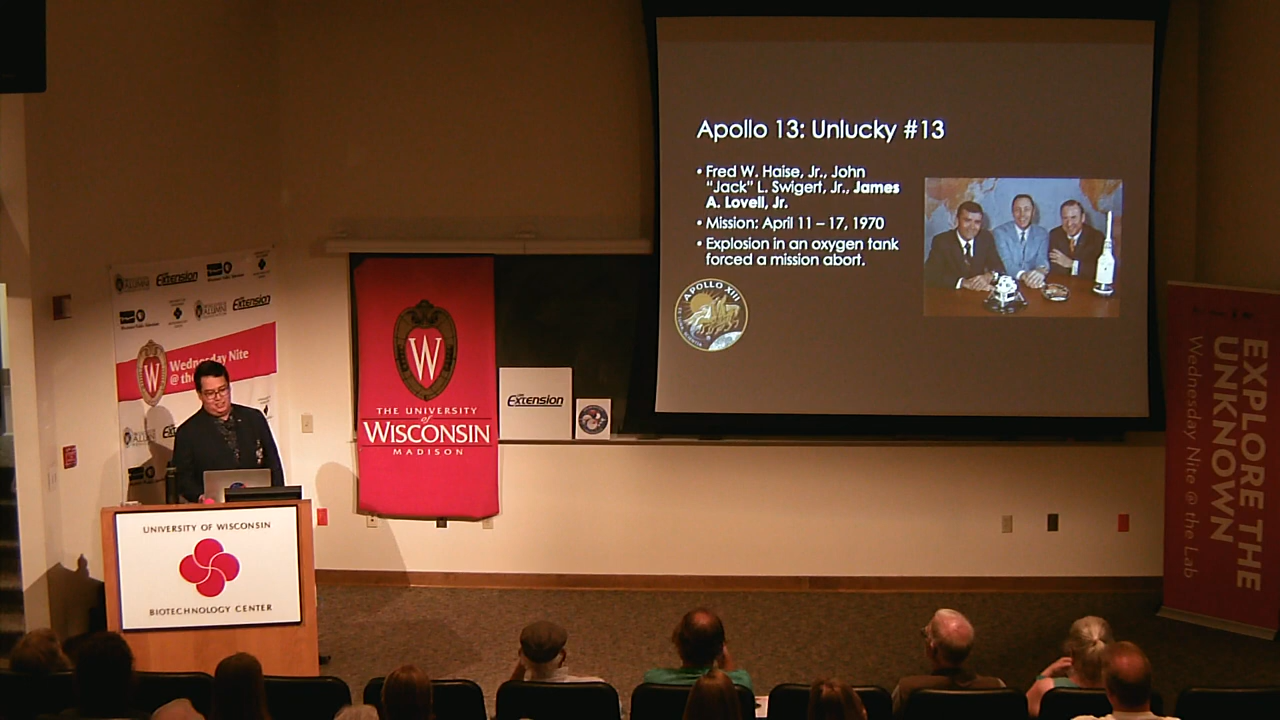 Apollo 13: Unlucky #13
• Fred W. Haise, Jr., John
"Jack" L. Swigert, Jr., James
A. Lovell, Jr.
• Mission: April 11 – 17, 1970
• Explosion in an oxygen tank
forced a mission abort.
APOLLO XIII
Extension
Extension
Wednesday Nite
@ the
W
W
THE UNIVERSITY
of
WISCONSIN
MADISON
Extension
UNIVERSITY OF WISCONSIN
BIOTECHNOLOGY CENTER
EXPLORE THE
UNKNOWN
Wednesday Nite @ the Lab